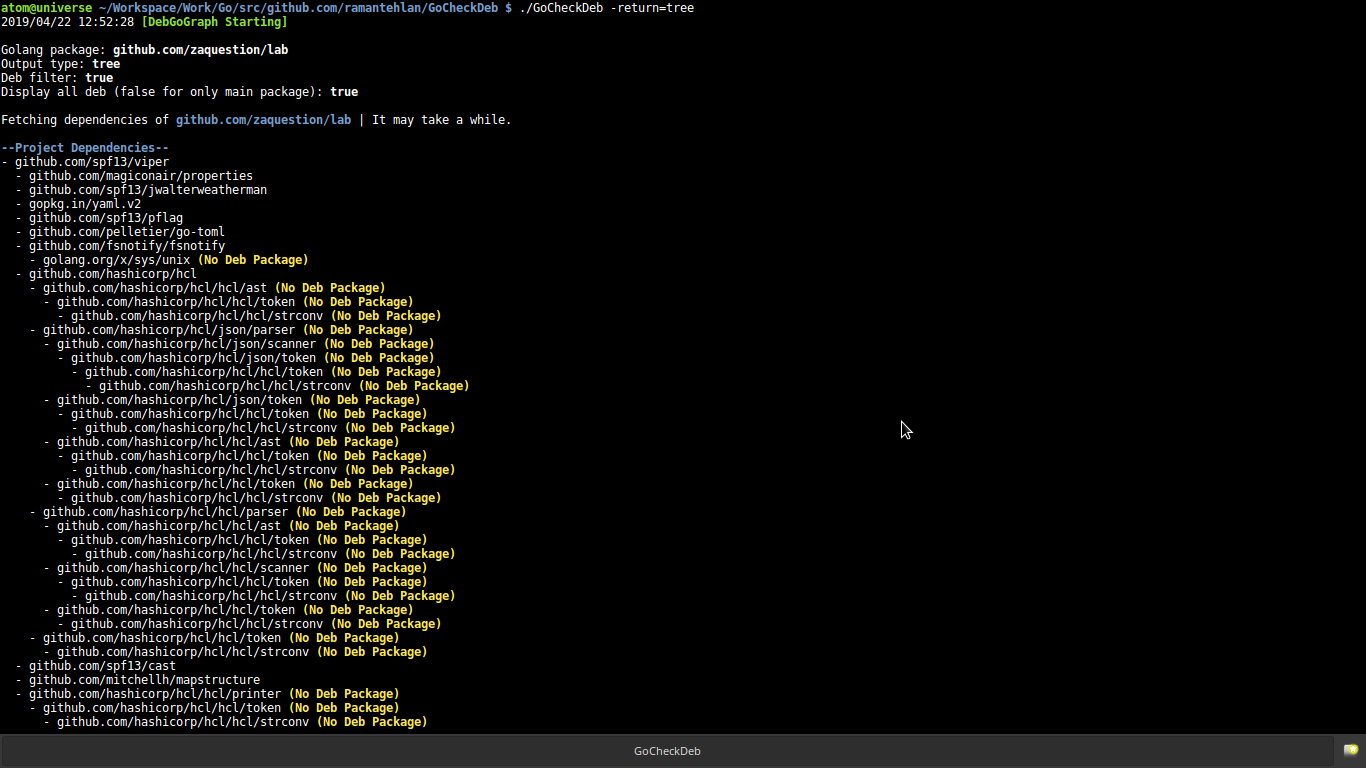 atom@universe ~/Workspace/Work/Go/src/github.com/ramantehlan/GoCheckDeb $ ./GoCheckDeb -return=tree
2019/04/22 12:52:28 [DebGoGraph Starting]

Golang package: github.com/zaquestion/lab
Output type: tree
Deb filter: true
Display all deb (false for only main package): true

Fetching dependencies of github.com/zaquestion/lab | It may take a while.

--Project Dependencies--
- github.com/spf13/viper
  - github.com/magiconair/properties
  - github.com/spf13/jwalterweatherman
  - gopkg.in/yaml.v2
  - github.com/spf13/pflag
  - github.com/pelletier/go-toml
  - github.com/fsnotify/fsnotify
    - golang.org/x/sys/unix (No Deb Package)
  - github.com/hashicorp/hcl
    - github.com/hashicorp/hcl/hcl/ast (No Deb Package)
      - github.com/hashicorp/hcl/hcl/token (No Deb Package)
        - github.com/hashicorp/hcl/hcl/strconv (No Deb Package)
    - github.com/hashicorp/hcl/json/parser (No Deb Package)
      - github.com/hashicorp/hcl/json/scanner (No Deb Package)
        - github.com/hashicorp/hcl/json/token (No Deb Package)
          - github.com/hashicorp/hcl/hcl/token (No Deb Package)
            - github.com/hashicorp/hcl/hcl/strconv (No Deb Package)
      - github.com/hashicorp/hcl/json/token (No Deb Package)
        - github.com/hashicorp/hcl/hcl/token (No Deb Package)
          - github.com/hashicorp/hcl/hcl/strconv (No Deb Package)
      - github.com/hashicorp/hcl/hcl/ast (No Deb Package)
        - github.com/hashicorp/hcl/hcl/token (No Deb Package)
          - github.com/hashicorp/hcl/hcl/strconv (No Deb Package)
      - github.com/hashicorp/hcl/hcl/token (No Deb Package)
        - github.com/hashicorp/hcl/hcl/strconv (No Deb Package)
    - github.com/hashicorp/hcl/hcl/parser (No Deb Package)
      - github.com/hashicorp/hcl/hcl/ast (No Deb Package)
        - github.com/hashicorp/hcl/hcl/token (No Deb Package)
          - github.com/hashicorp/hcl/hcl/strconv (No Deb Package)
      - github.com/hashicorp/hcl/hcl/scanner (No Deb Package)
        - github.com/hashicorp/hcl/hcl/token (No Deb Package)
          - github.com/hashicorp/hcl/hcl/strconv (No Deb Package)
      - github.com/hashicorp/hcl/hcl/token (No Deb Package)
        - github.com/hashicorp/hcl/hcl/strconv (No Deb Package)
    - github.com/hashicorp/hcl/hcl/token (No Deb Package)
      - github.com/hashicorp/hcl/hcl/strconv (No Deb Package)
  - github.com/spf13/cast
  - github.com/mitchellh/mapstructure
  - github.com/hashicorp/hcl/hcl/printer (No Deb Package)
    - github.com/hashicorp/hcl/hcl/token (No Deb Package)
      - github.com/hashicorp/hcl/hcl/strconv (No Deb Package)
GoCheckDeb